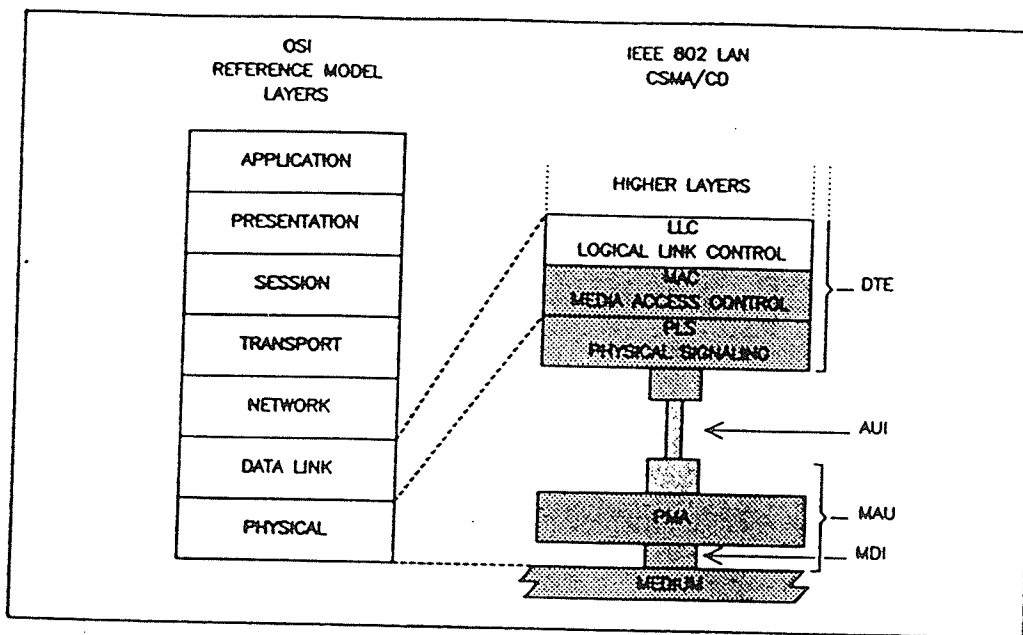 OSI
REFERENCE MODEL
LAYERS
APPLICATION
PRESENTATION
SESSION
TRANSPORT
NETWORK
DATA LINK
PHYSICAL
IEEE 802 LAN
CSMA/CD
HIGHER LAYERS
LLC
LOGICAL LINK CONTROL
MAC
MEDIA ACCESS CONTROL
PLS
PHYSICAL SIGNALING
DTE
AUI
PMA
MAU
MDI
MEDIUM